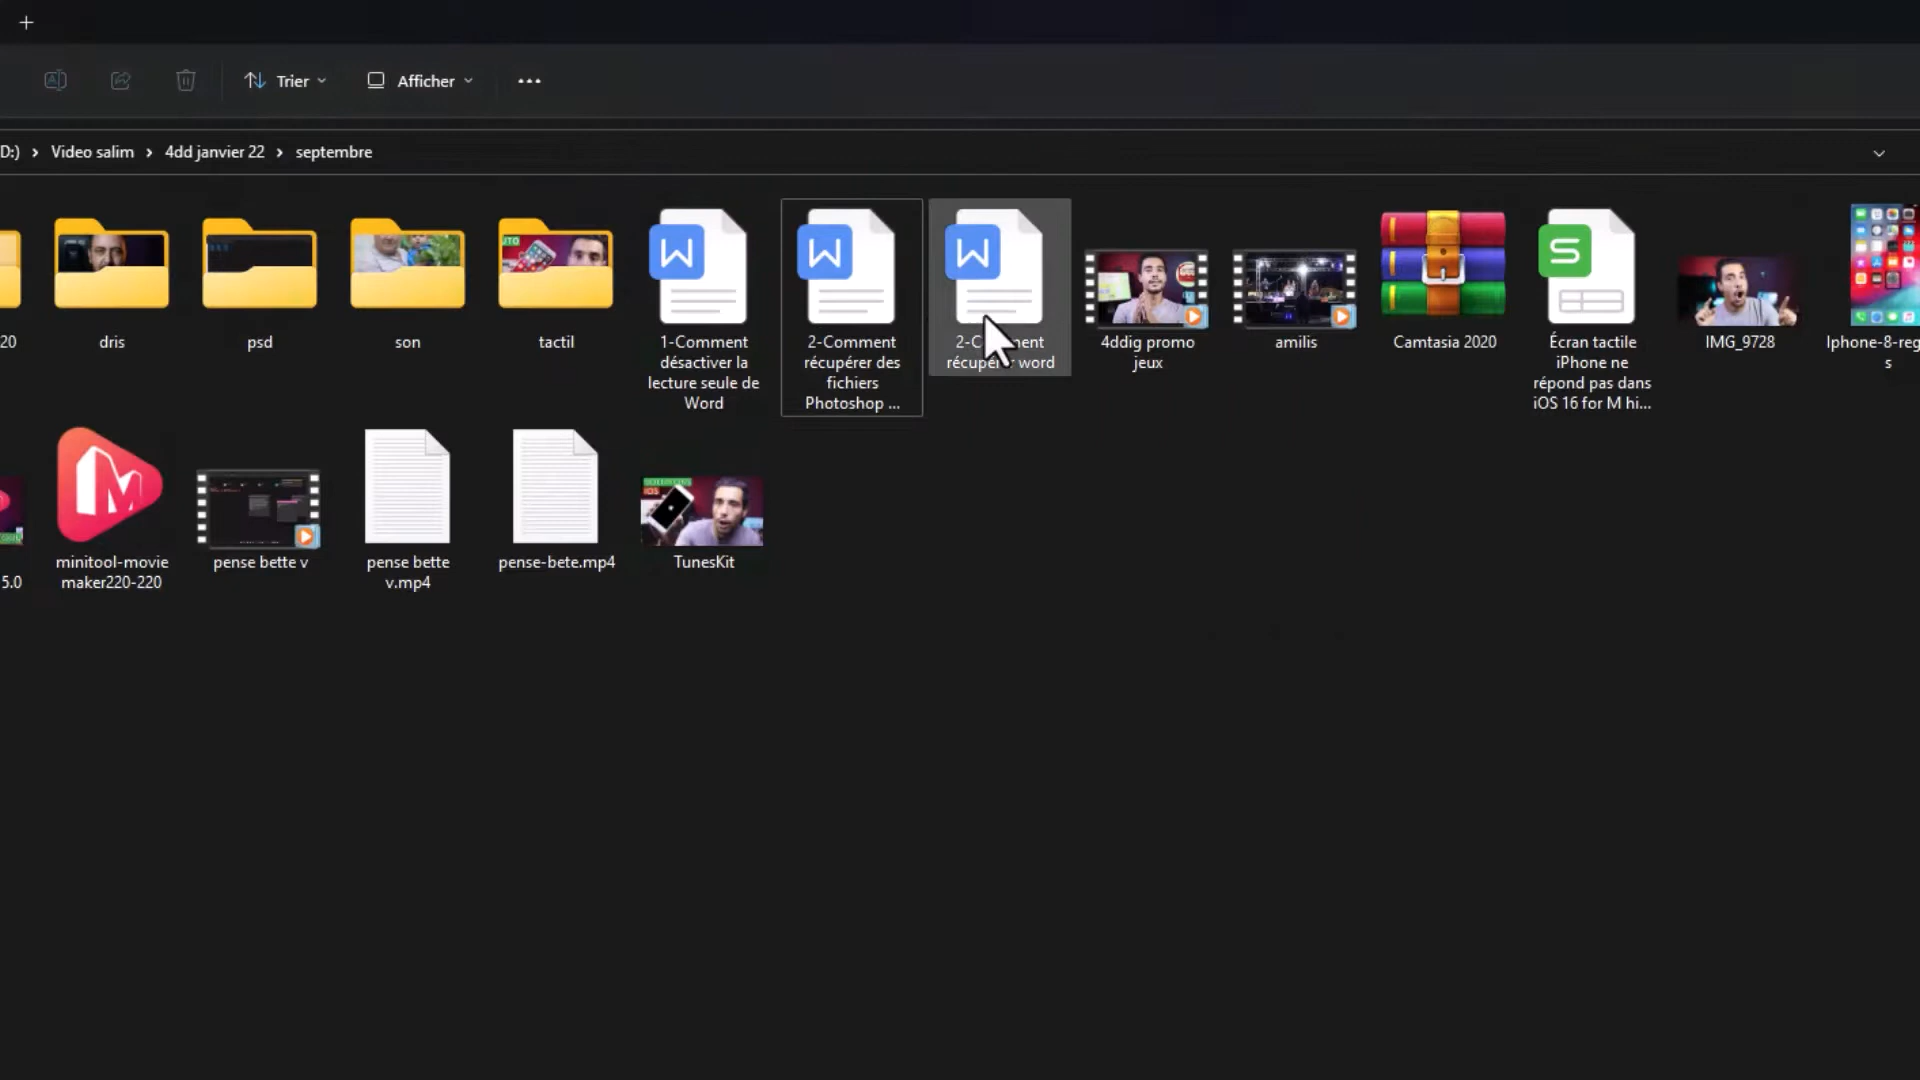 Trier
Afficher
D:) > Video salim > 4dd janvier 22 > septembre
20
dris
psd
son
tactil
1-Comment
désactiver la
lecture seule de
Word
2-Comment
récupérer des
fichiers
Photoshop ...
récupérer word
4ddig promo
jeux
amilis
Camtasia 2020
Écran tactile
iPhone ne
répond pas dans
iOS 16 for M hi...
IMG_9728
Iphone-8-reg
s
5.0
minitool-movie
maker220-220
pense bette v
pense bette
v.mp4
pense-bete.mp4
TunesKit